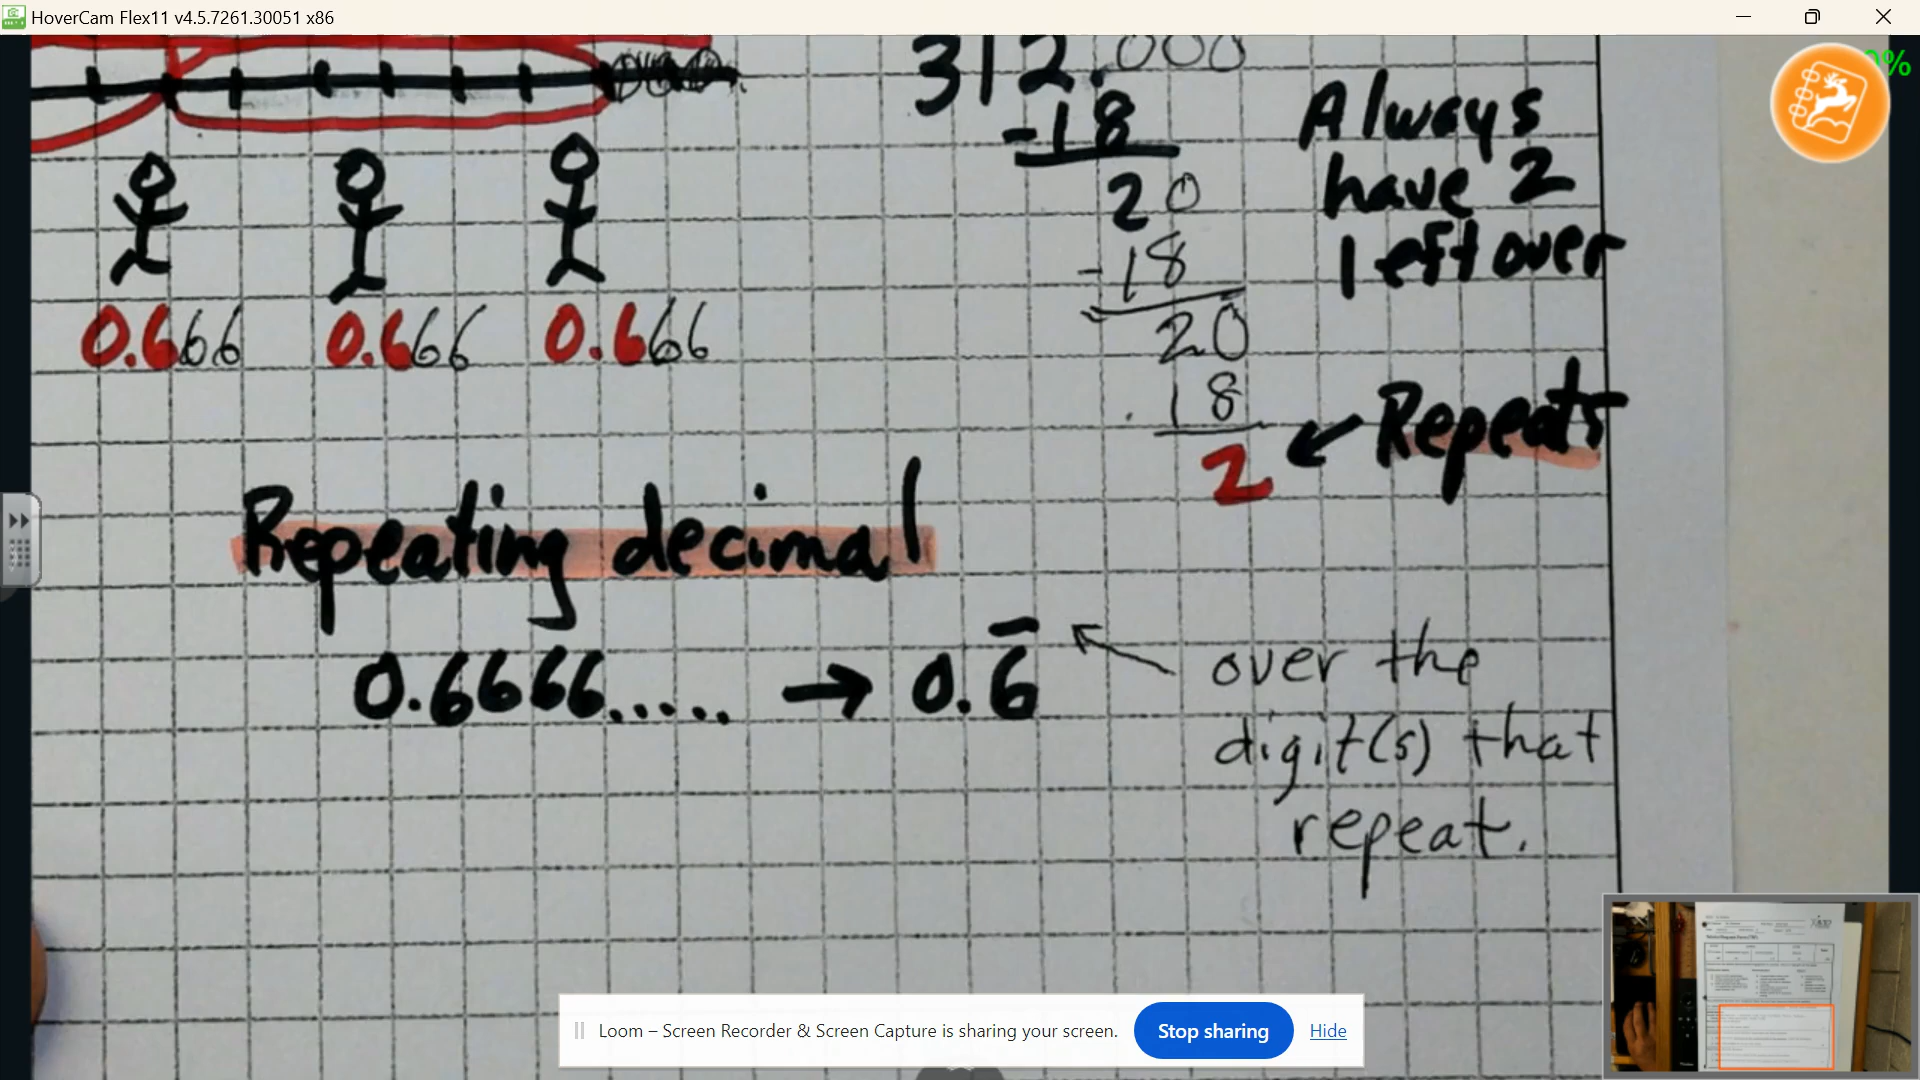 HoverCam Flex11 v4.5.7261.30051 x86
%
312.000
-18
20
-18
20
18
2
Always
have 2
left over
← Repeats
0.666 0.666 0.666
Repeating decimal
0.6666..... → 0.6̅
over the
digit(s) that
repeat.
Loom – Screen Recorder & Screen Capture is sharing your screen.
Stop sharing
Hide